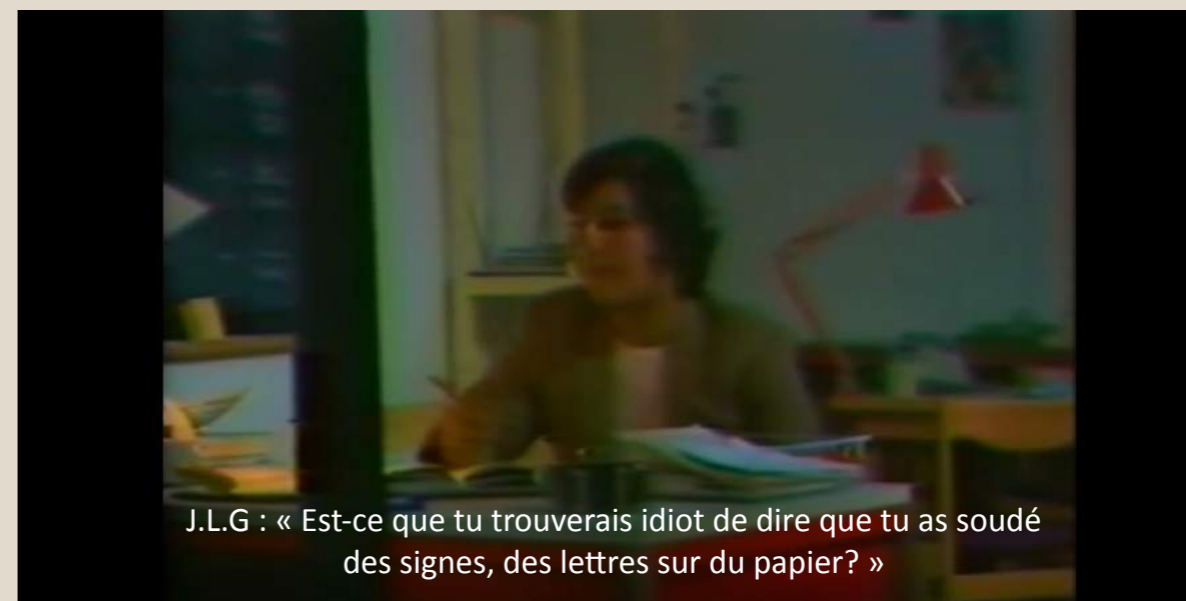 J.L.G : « Est-ce que tu trouverais idiot de dire que tu as soudé
des signes, des lettres sur du papier? »